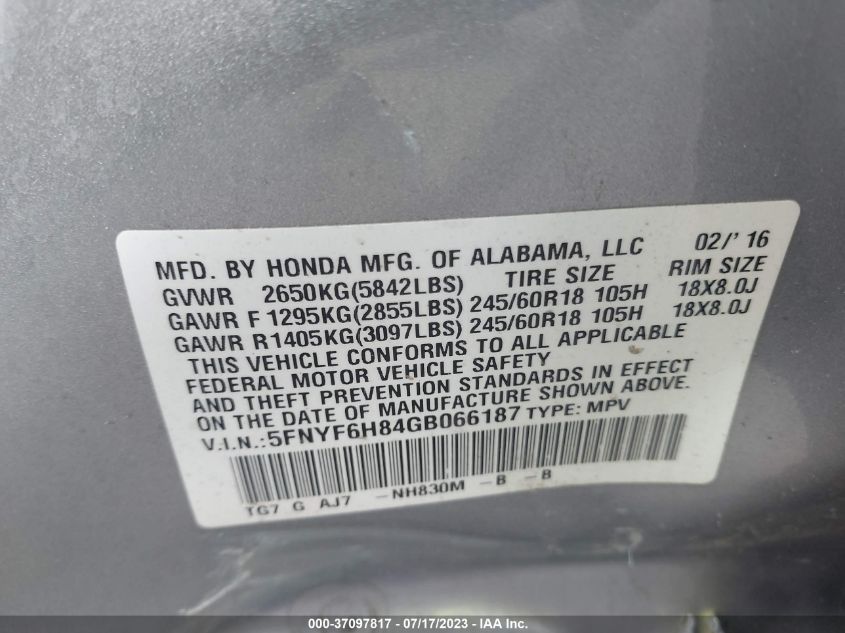 MFD. BY HONDA MFG. OF ALABAMA, LLC 02/' 16
GVWR 2650KG(5842LBS) TIRE SIZE RIM SIZE
GAWR F 1295KG(2855LBS) 245/60R18 105H 18X8.0J
GAWR R1405KG(3097LBS) 245/60R18 105H 18X8.0J
THIS VEHICLE CONFORMS TO ALL APPLICABLE
FEDERAL MOTOR VEHICLE SAFETY
AND THEFT PREVENTION STANDARDS IN EFFECT
ON THE DATE OF MANUFACTURE SHOWN ABOVE.
V.I.N.:5FNYF6H84GB066187 TYPE: MPV
TG7 G AJ7 -NH830M -B -B
000-37097817 - 07/17/2023 - IAA Inc.